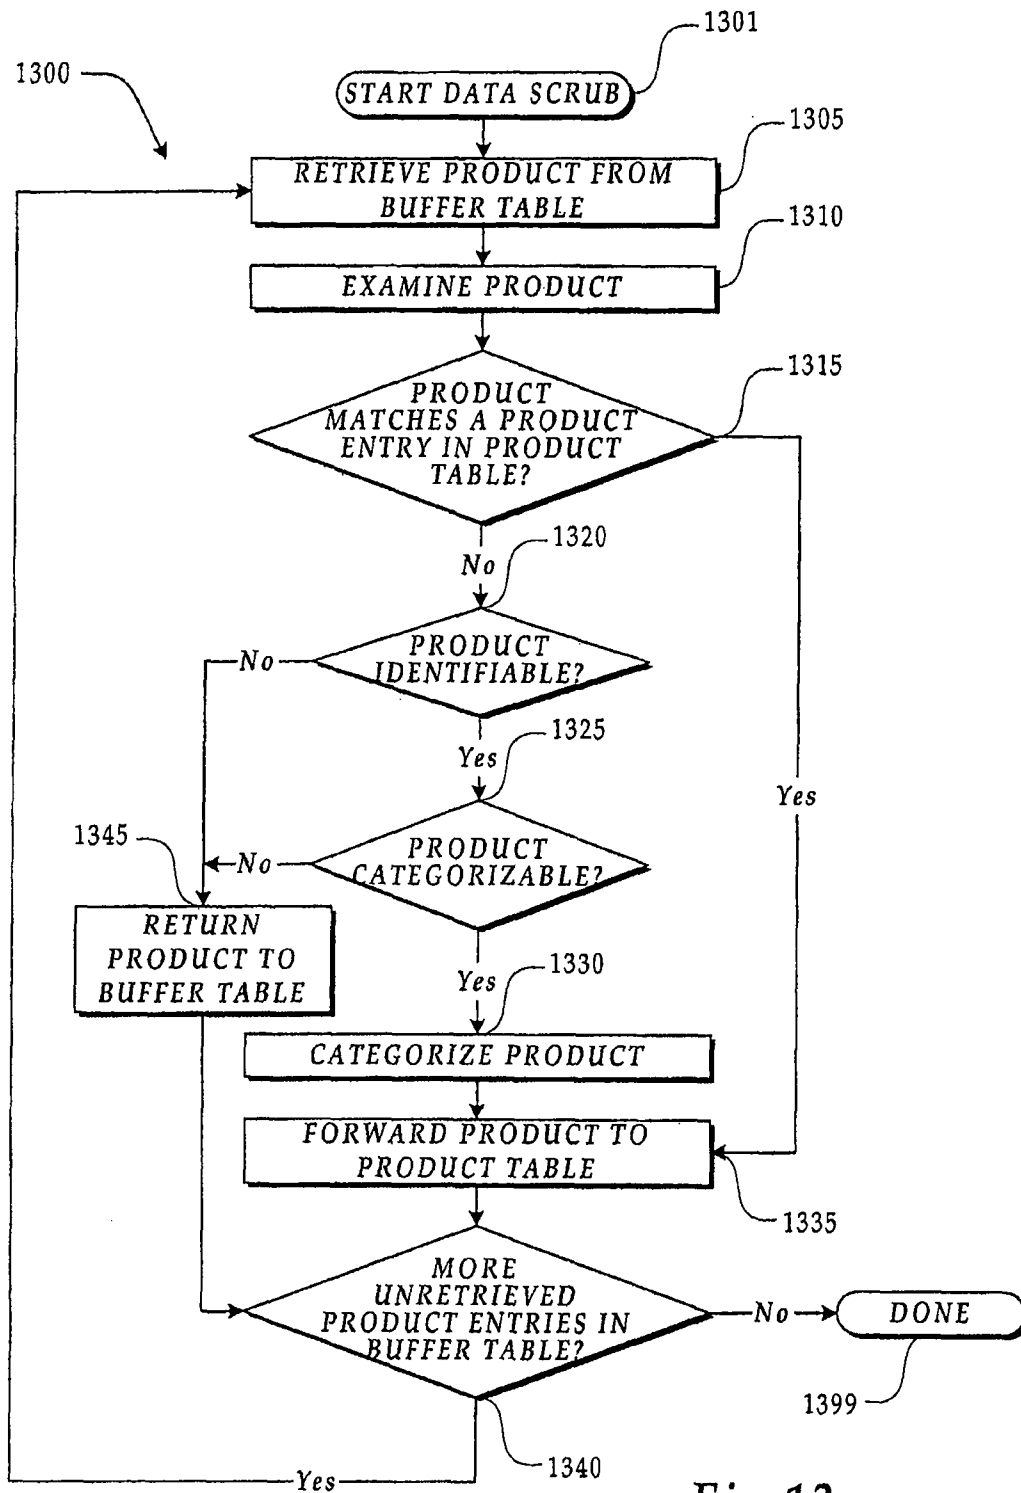 1301
1300
START DATA SCRUB
1305
RETRIEVE PRODUCT FROM
BUFFER TABLE
1310
EXAMINE PRODUCT
1315
PRODUCT
MATCHES A PRODUCT
ENTRY IN PRODUCT
TABLE?
1320
No
PRODUCT
IDENTIFIABLE?
No
1325
Yes
Yes
1345
PRODUCT
CATEGORIZABLE?
No
RETURN
PRODUCT TO
BUFFER TABLE
1330
Yes
CATEGORIZE PRODUCT
FORWARD PRODUCT TO
PRODUCT TABLE
1335
MORE
UNRETRIEVED
PRODUCT ENTRIES IN
BUFFER TABLE?
No
DONE
1399
1340
Yes